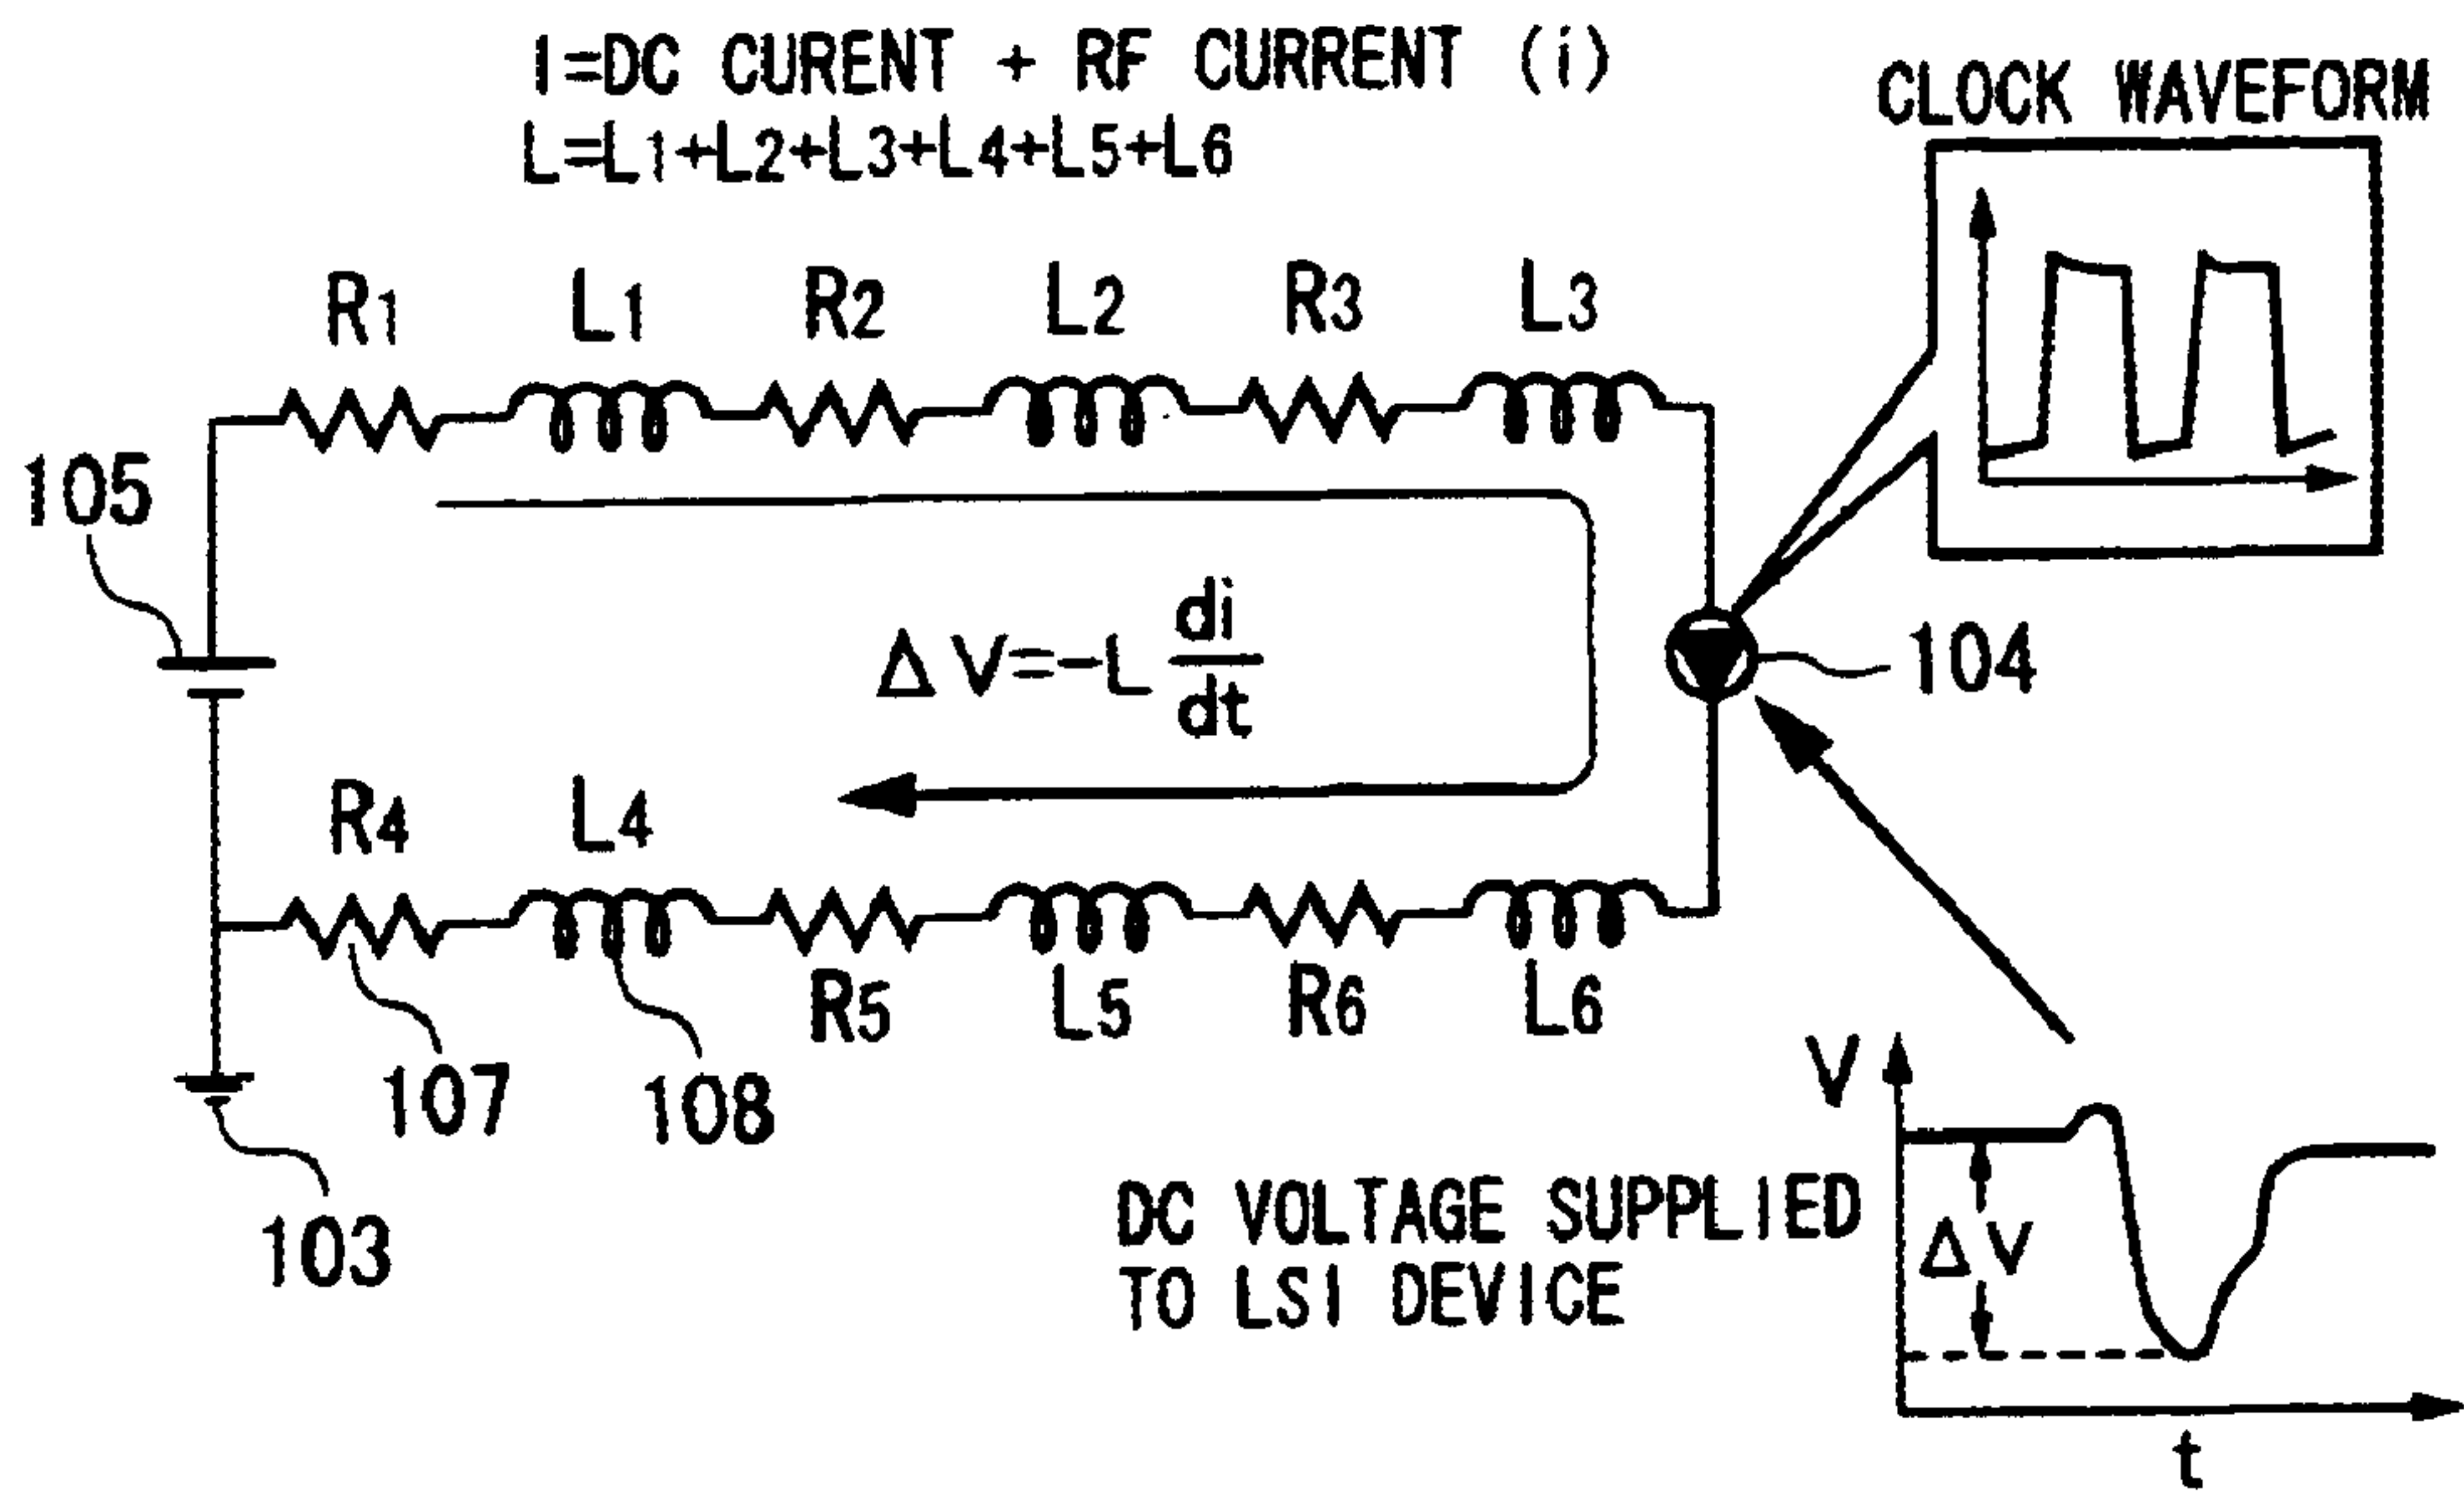 I=DC CURENT + RF CURRENT (i)
L=L1+L2+L3+L4+L5+L6
CLOCK WAVEFORM
R1 L1 R2 L2 R3 L3
105
ΔV=-L di/dt
104
R4 L4
R5 L5 R6 L6
107 108
103
V
DC VOLTAGE SUPPLIED
TO LSI DEVICE
ΔV
t